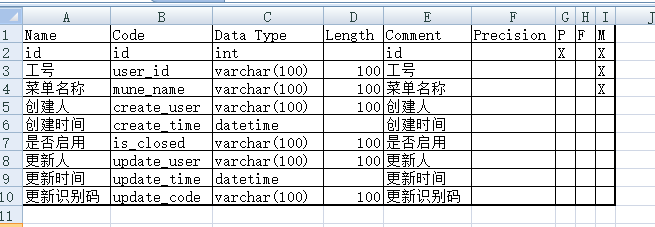 A B C D E F G H I J
1 Name Code Data Type Length Comment Precision P F M
2 id id int id X X
3 工号 user_id varchar(100) 100 工号 X
4 菜单名称 mune_name varchar(100) 100 菜单名称 X
5 创建人 create_user varchar(100) 100 创建人
6 创建时间 create_time datetime 创建时间
7 是否启用 is_closed varchar(100) 100 是否启用
8 更新人 update_user varchar(100) 100 更新人
9 更新时间 update_time datetime 更新时间
10 更新识别码 update_code varchar(100) 100 更新识别码
11